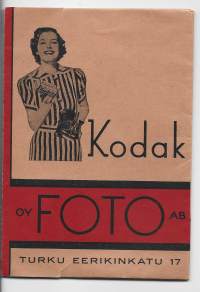 Kodak
OY FOTO AB.
TURKU EERIKINKATU 17